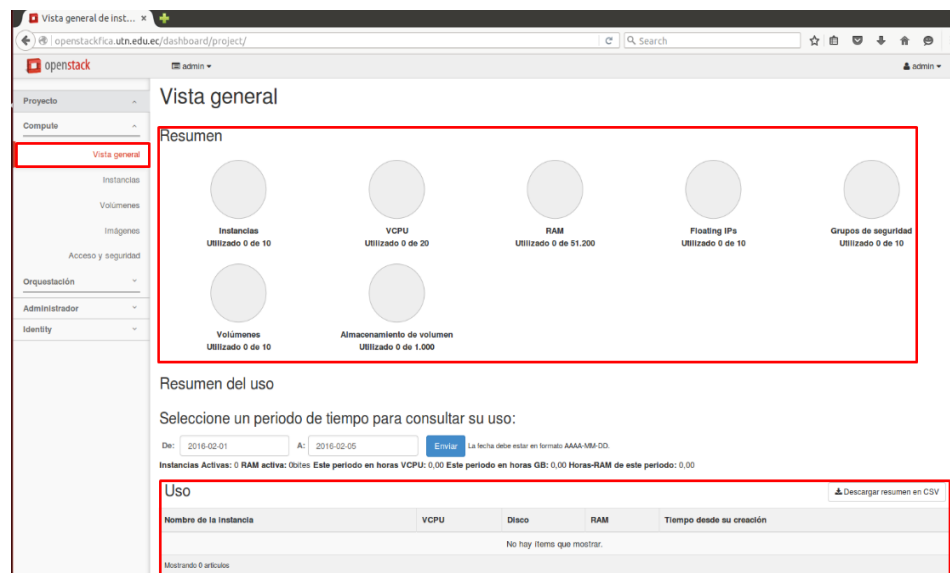 Vista general de inst... ×
openstackfica.utn.edu.ec/dashboard/project/
Search
openstack
admin
admin
Proyecto
Compute
Vista general
Instancias
Volúmenes
Imágenes
Acceso y seguridad
Orquestación
Administrador
Identity
Vista general
Resumen
Instancias
Utilizado 0 de 10
VCPU
Utilizado 0 de 20
RAM
Utilizado 0 de 51.200
Floating IPs
Utilizado 0 de 10
Grupos de seguridad
Utilizado 0 de 10
Volúmenes
Utilizado 0 de 10
Almacenamiento de volumen
Utilizado 0 de 1.000
Resumen del uso
Seleccione un periodo de tiempo para consultar su uso:
De: 2016-02-01 A: 2016-02-05 Enviar La fecha debe estar en formato AAAA-MM-DD.
Instancias Activas: 0 RAM activa: 0bites Este periodo en horas VCPU: 0,00 Este periodo en horas GB: 0,00 Horas-RAM de este periodo: 0,00
Uso
Descargar resumen en CSV
Nombre de la instancia VCPU Disco RAM Tiempo desde su creación
No hay ítems que mostrar.
Mostrando 0 artículos